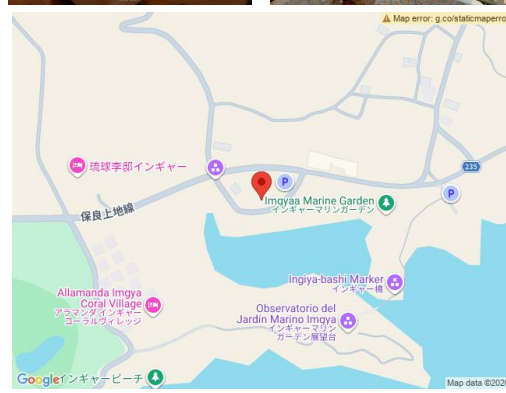 Map error: g.co/staticmaperro
琉球李邸インギャー
P
235
P
Imgyaa Marine Garden
インギャーマリンガーデン
保良上地線
Ingiya-bashi Marker
インギャー橋
Allamanda Imgya
Coral Village
アラマンダインギャー
コーラルヴィレッジ
Observatorio del
Jardín Marino Imgya
インギャーマリン
ガーデン展望台
Google
インギャービーチ
Map data ©2026